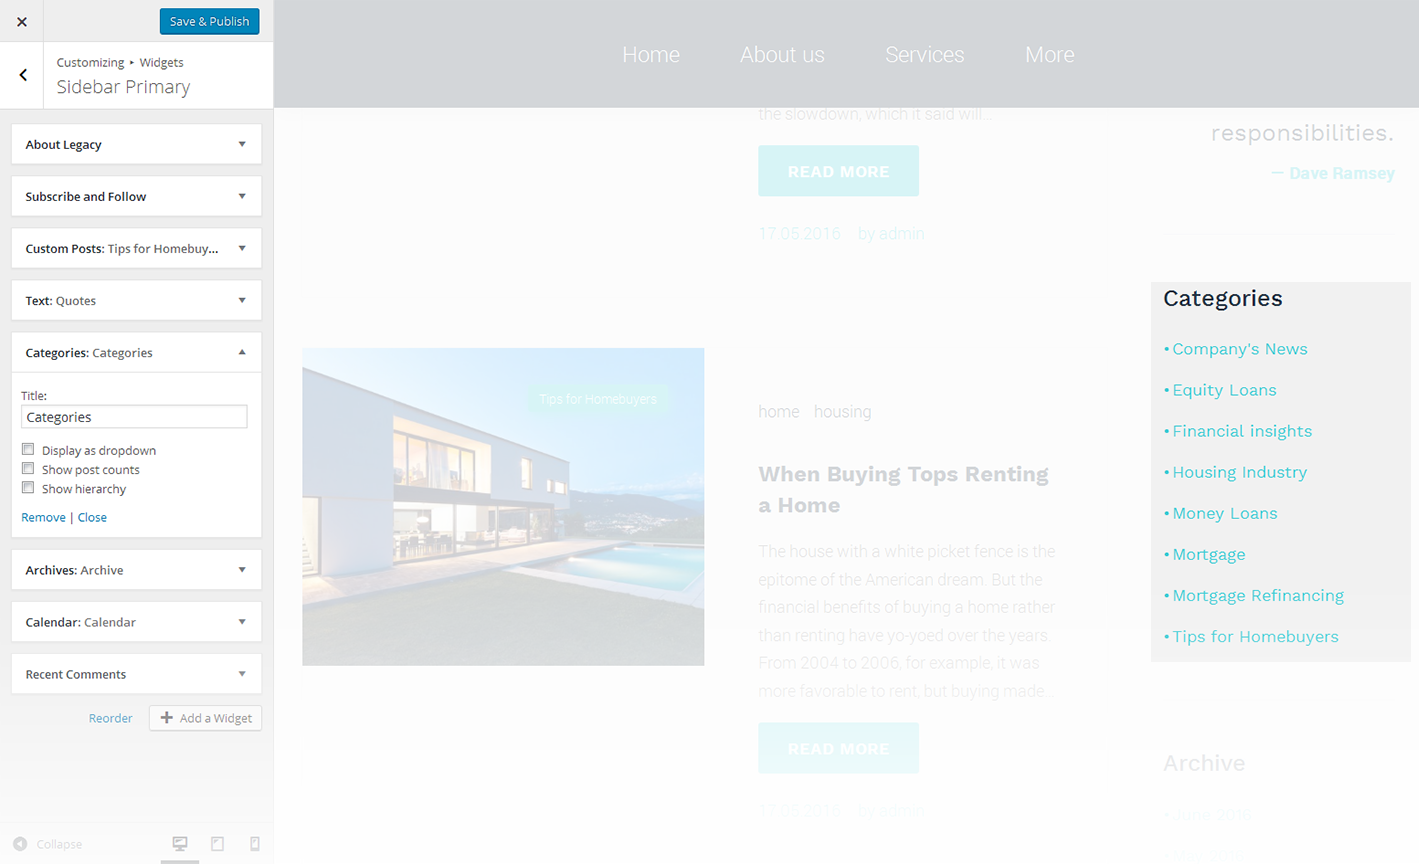 Save & Publish
Customizing ▸ Widgets
Sidebar Primary
About Legacy
Subscribe and Follow
Custom Posts: Tips for Homebuy...
Text: Quotes
Categories: Categories
Title:
Categories
Display as dropdown
Show post counts
Show hierarchy
Remove | Close
Archives: Archive
Calendar: Calendar
Recent Comments
Reorder
Add a Widget
Collapse
Home
About us
Services
More
the slowdown, which it said will...
READ MORE
17.05.2016 by admin
Tips for Homebuyers
home housing
When Buying Tops Renting
a Home
The house with a white picket fence is the
epitome of the American dream. But the
financial benefits of buying a home rather
than renting have yo-yoed over the years.
From 2004 to 2006, for example, it was
more favorable to rent, but buying made...
READ MORE
17.05.2016 by admin
responsibilities.
— Dave Ramsey
Categories
• Company's News
• Equity Loans
• Financial insights
• Housing Industry
• Money Loans
• Mortgage
• Mortgage Refinancing
• Tips for Homebuyers
Archive